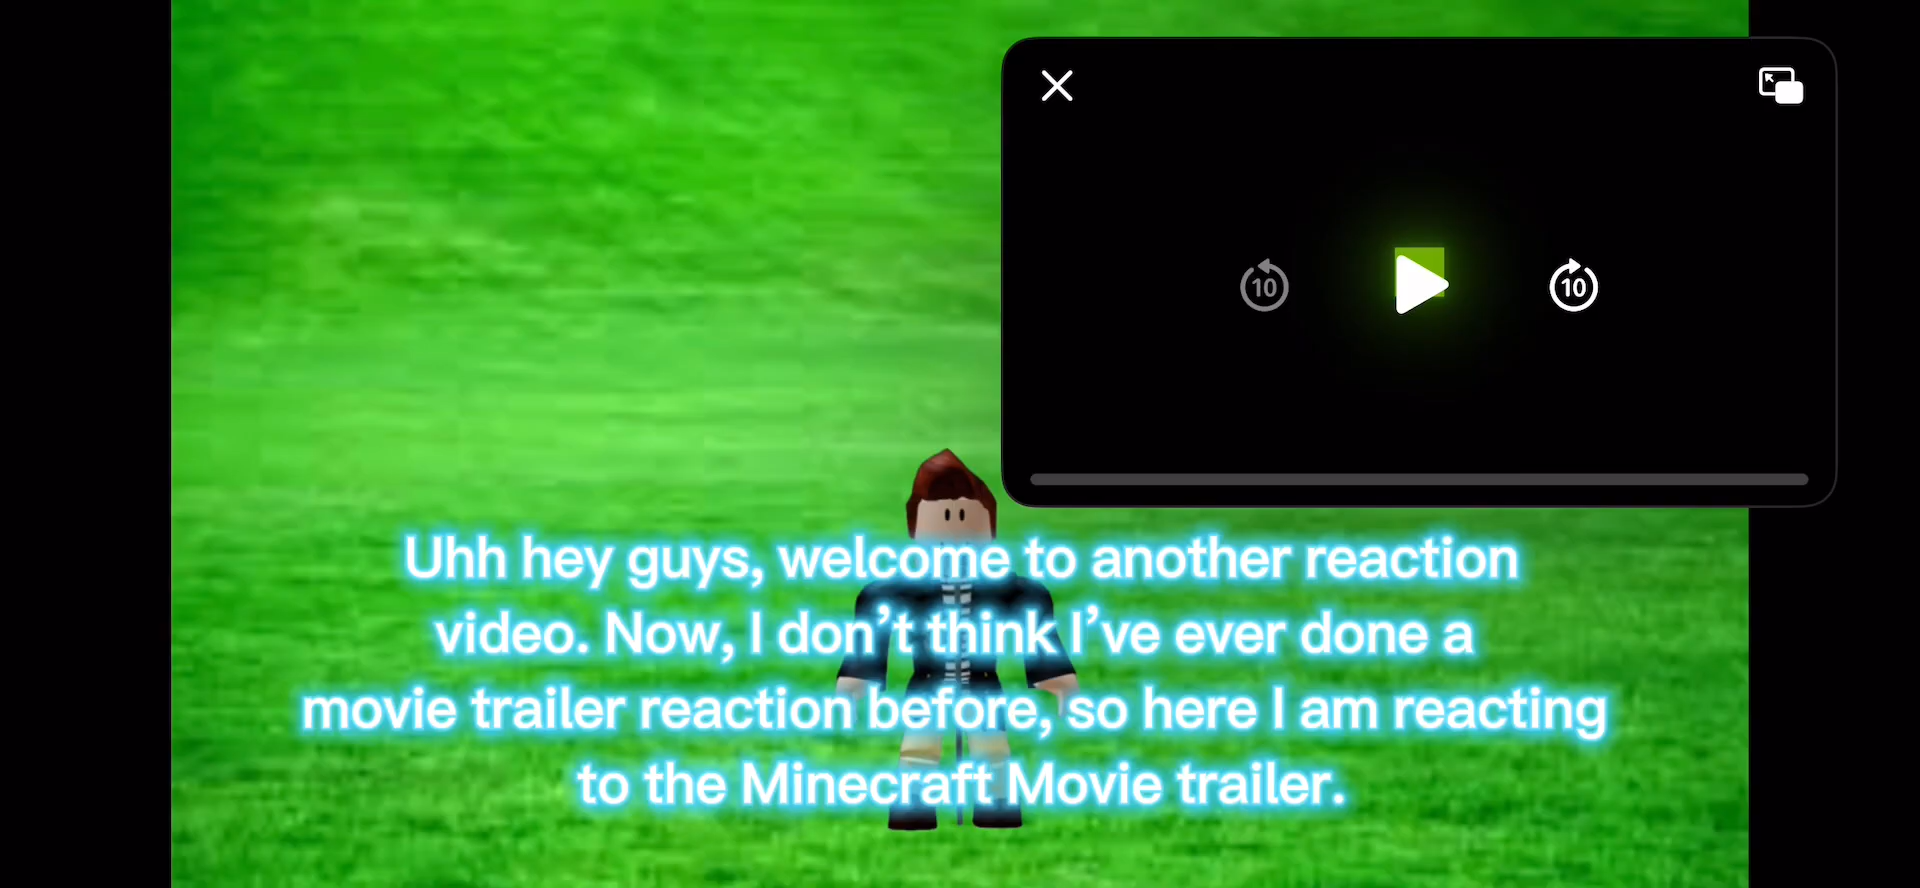 10
10
Uhh hey guys, welcome to another reaction
video. Now, I don’t think I’ve ever done a
movie trailer reaction before, so here I am reacting
to the Minecraft Movie trailer.